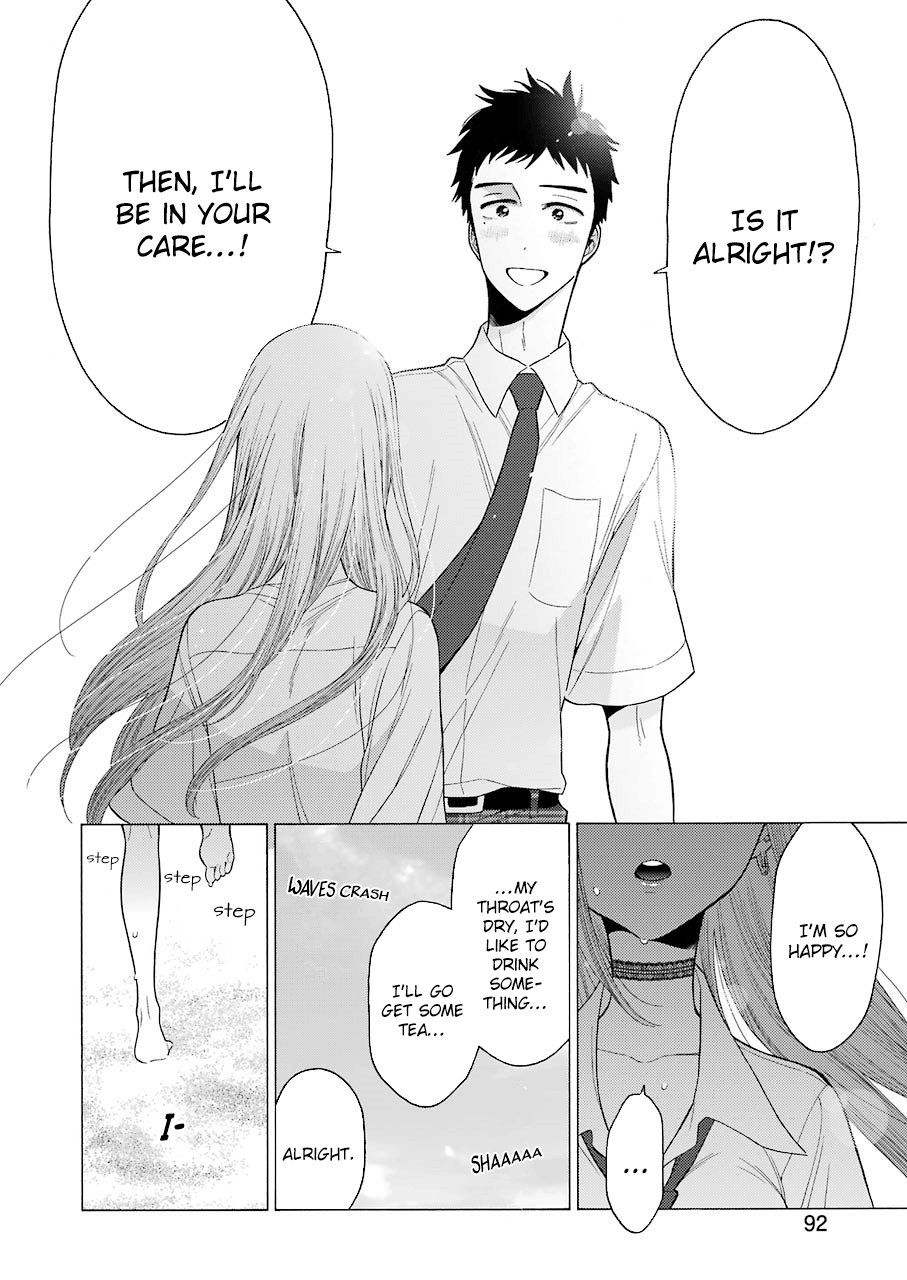 IS IT
ALRIGHT!?
THEN, I'LL
BE IN YOUR
CARE...!
I'M SO
HAPPY...!
...
...MY
THROAT'S
DRY, I'D
LIKE TO
DRINK
SOME-
THING...
I'LL GO
GET SOME
TEA...
WAVES CRASH
ALRIGHT.
SHAAAAA
step
step
step
I-
92